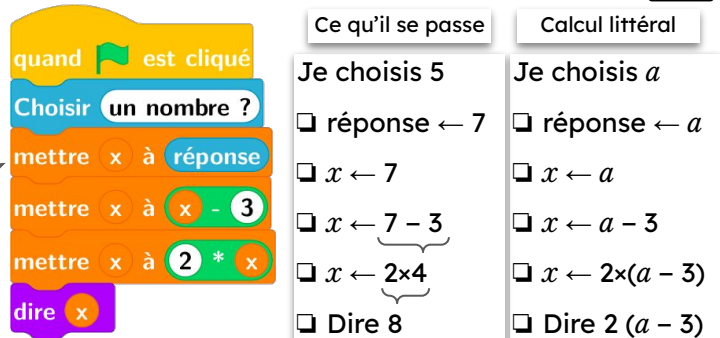 quand est cliqué
Choisir un nombre ?
mettre x à réponse
mettre x à x - 3
mettre x à 2 * x
dire x
Ce qu'il se passe
Je choisis 5
❑ réponse ← 7
❑ x ← 7
❑ x ← 7 − 3
❑ x ← 2×4
❑ Dire 8
Calcul littéral
Je choisis a
❑ réponse ← a
❑ x ← a
❑ x ← a − 3
❑ x ← 2×(a − 3)
❑ Dire 2 (a − 3)